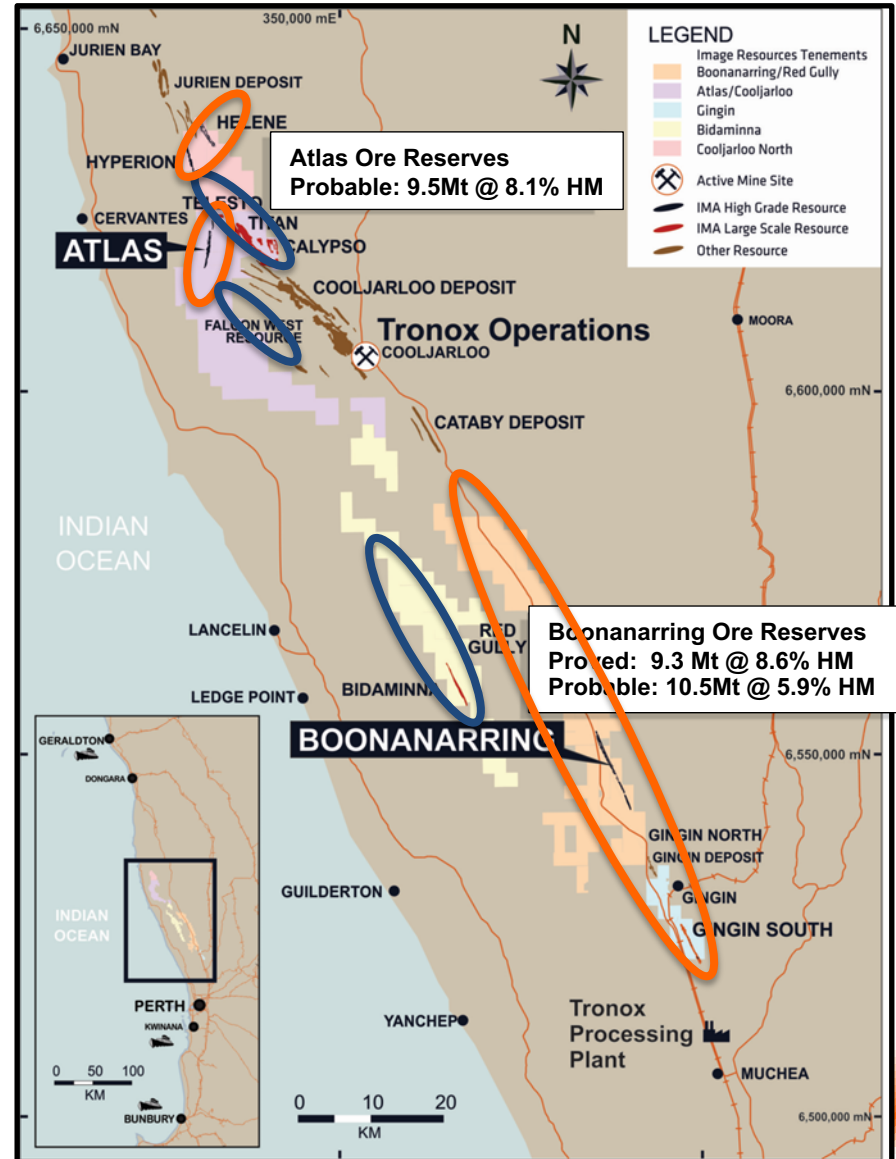 6,650,000 mN
350,000 mE
JURIEN BAY
JURIEN DEPOSIT
N
LEGEND
Image Resources Tenements
Boonanarring/Red Gully
Atlas/Cooljarloo
Gingin
Bidaminna
Cooljarloo North
Active Mine Site
IMA High Grade Resource
IMA Large Scale Resource
Other Resource
HELENE
HYPERION
Atlas Ore Reserves
Probable: 9.5Mt @ 8.1% HM
TELESTO
CERVANTES
TITAN
ATLAS
CALYPSO
COOLJARLOO DEPOSIT
FALCON WEST
RESOURCE
Tronox Operations
COOLJARLOO
MOORA
6,600,000 mN
CATABY DEPOSIT
INDIAN
OCEAN
LANCELIN
RED
GULLY
Boonanarring Ore Reserves
Proved: 9.3 Mt @ 8.6% HM
Probable: 10.5Mt @ 5.9% HM
LEDGE POINT
BIDAMINNA
BOONANARRING
6,550,000 mN
GINGIN NORTH
GINGIN DEPOSIT
GINGIN
GUILDERTON
GINGIN SOUTH
Tronox
Processing
Plant
YANCHEP
MUCHEA
6,500,000 mN
0 10 20
KM
GERALDTON
DONGARA
INDIAN
OCEAN
PERTH
KWINANA
0 50 100
KM
BUNBURY